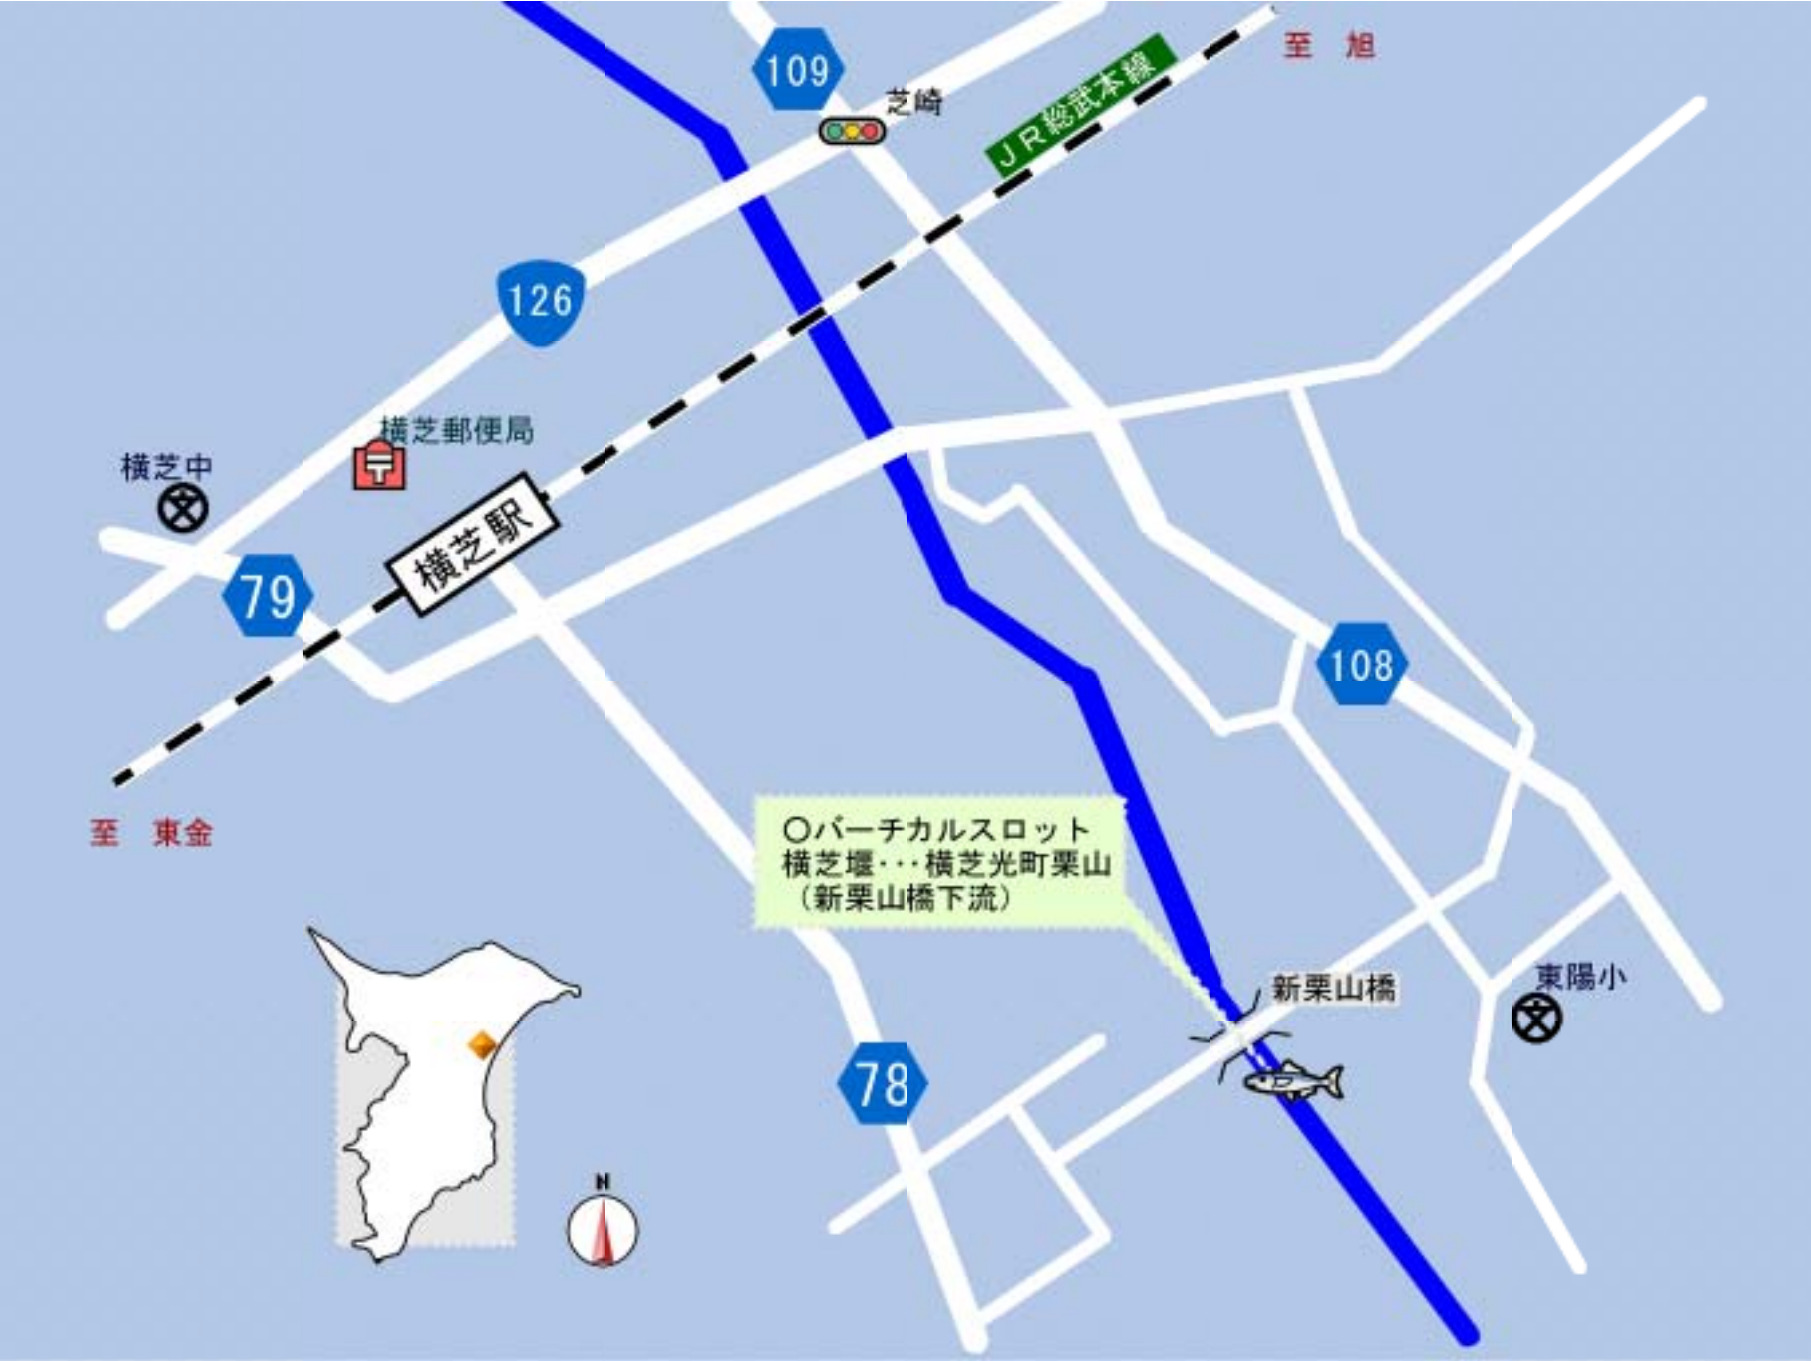 109
至 旭
芝崎
JR総武本線
126
横芝郵便局
横芝中
横芝駅
79
108
至 東金
〇バーチカルスロット
横芝堰･･･横芝光町栗山
（新栗山橋下流）
新栗山橋
東陽小
78
N